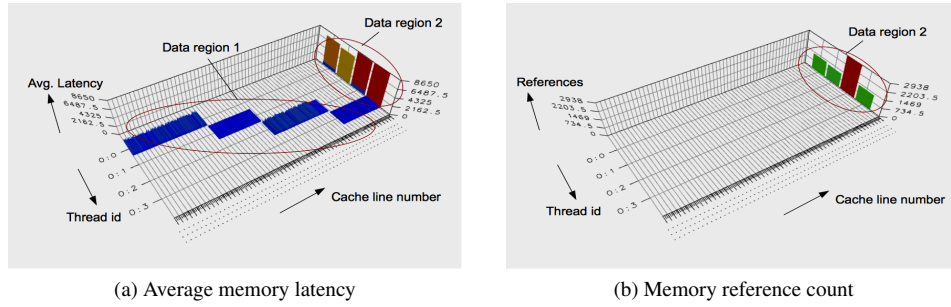 Data region 2
Data region 1
Avg. Latency
8650
6487.5
4325
2162.5
0
8650
6487.5
4325
2162.5
0
0:0
0:1
0:2
0:3
Thread id
Cache line number
(a) Average memory latency
Data region 2
References
2938
2203.5
1469
734.5
0
2938
2203.5
1469
734.5
0
0:0
0:1
0:2
0:3
Thread id
Cache line number
(b) Memory reference count